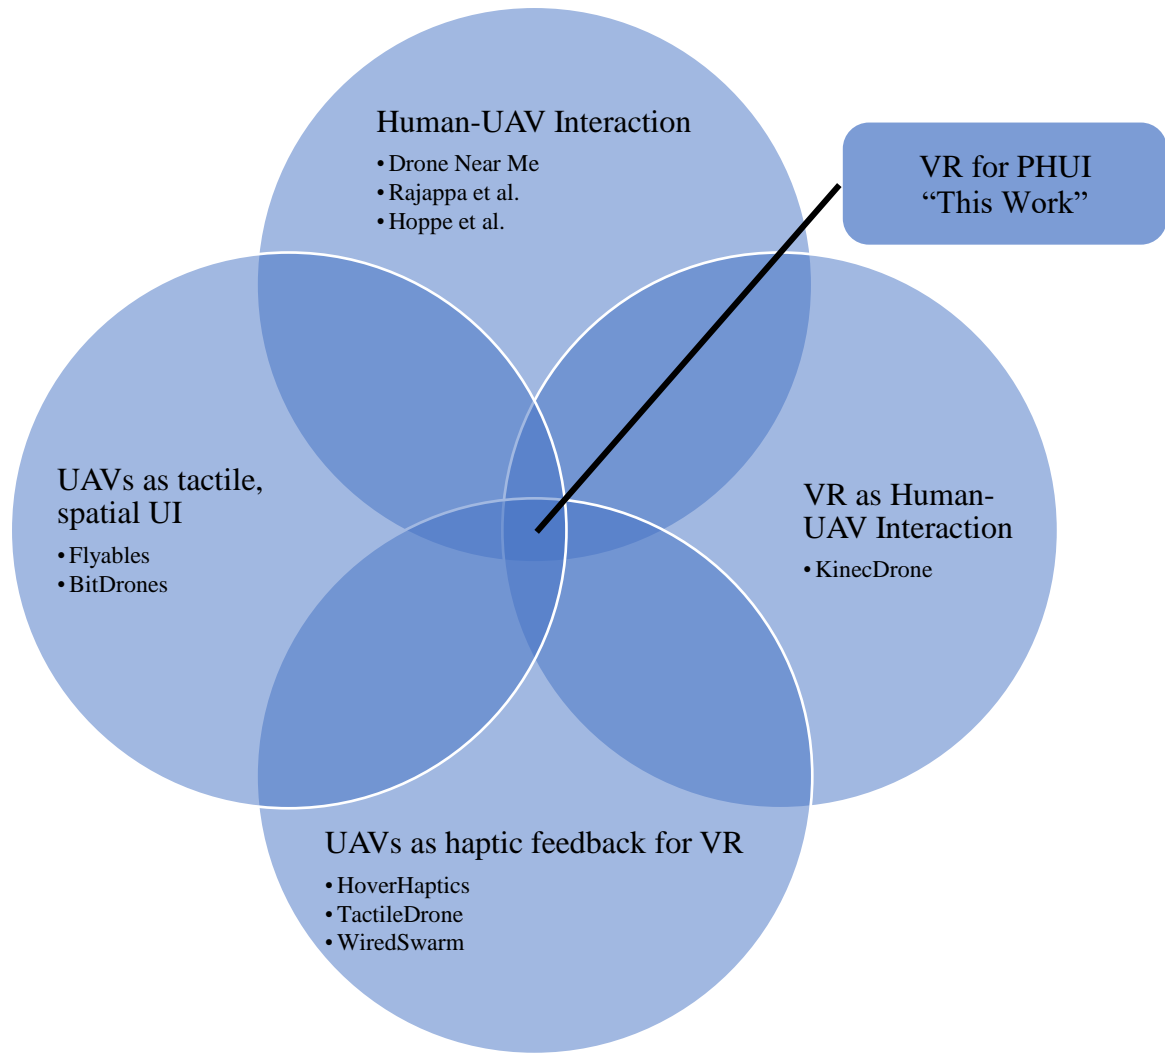 Human-UAV Interaction
• Drone Near Me
• Rajappa et al.
• Hoppe et al.
VR for PHUI
“This Work”
UAVs as tactile,
spatial UI
• Flyables
• BitDrones
VR as Human-
UAV Interaction
• KinecDrone
UAVs as haptic feedback for VR
• HoverHaptics
• TactileDrone
• WiredSwarm